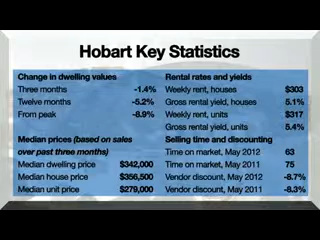 Hobart Key Statistics
Change in dwelling values
Three months -1.4%
Twelve months -5.2%
From peak -8.9%
Median prices (based on sales
over past three months)
Median dwelling price $342,000
Median house price $356,500
Median unit price $279,000
Rental rates and yields
Weekly rent, houses $303
Gross rental yield, houses 5.1%
Weekly rent, units $317
Gross rental yield, units 5.4%
Selling time and discounting
Time on market, May 2012 63
Time on market, May 2011 75
Vendor discount, May 2012 -8.7%
Vendor discount, May 2011 -8.3%